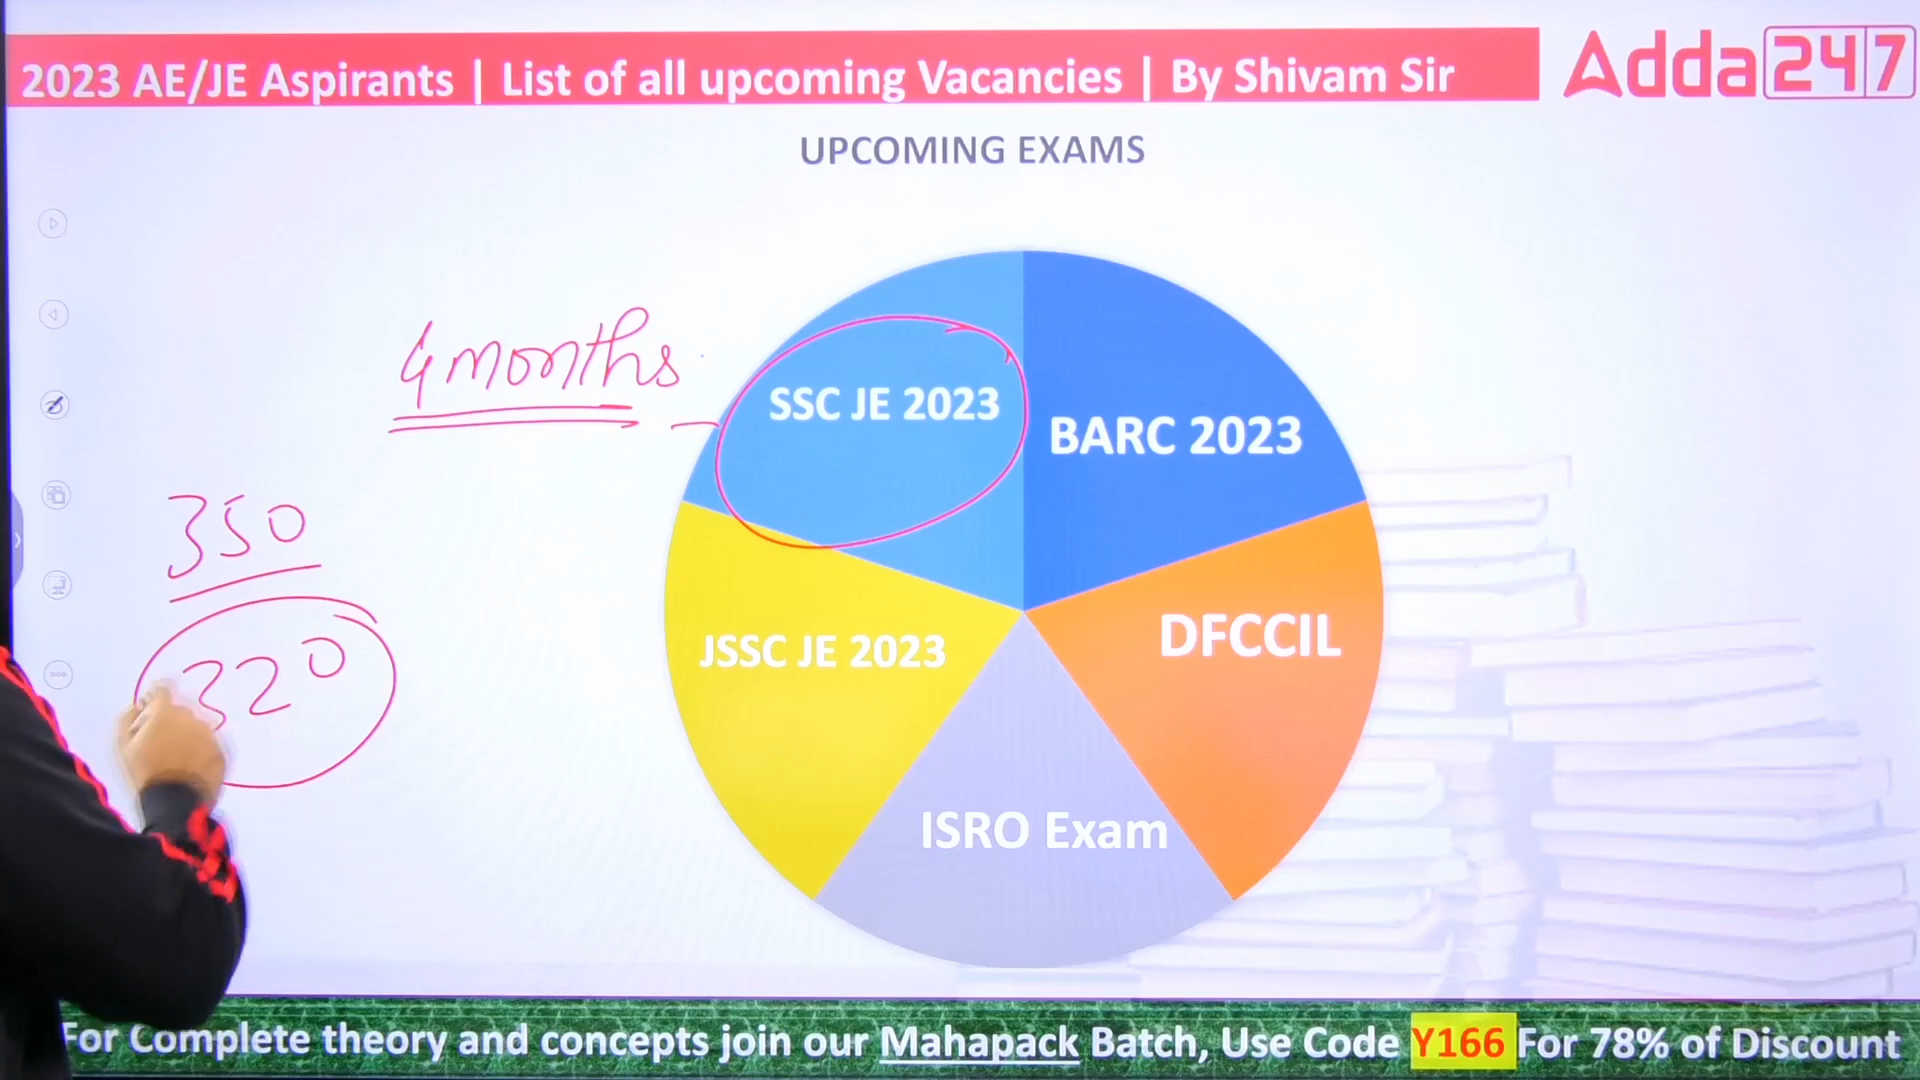 2023 AE/JE Aspirants | List of all upcoming Vacancies | By Shivam Sir
Adda247
UPCOMING EXAMS
4 months
SSC JE 2023
BARC 2023
350
320
JSSC JE 2023
DFCCIL
ISRO Exam
For Complete theory and concepts join our Mahapack Batch, Use Code Y166 For 78% of Discount